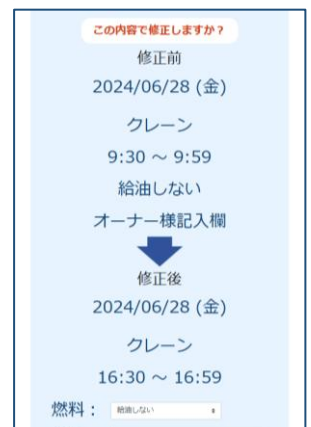 この内容で修正しますか？
修正前
2024/06/28 (金)
クレーン
9:30 ～ 9:59
給油しない
オーナー様記入欄
修正後
2024/06/28 (金)
クレーン
16:30 ～ 16:59
燃料： 給油しない